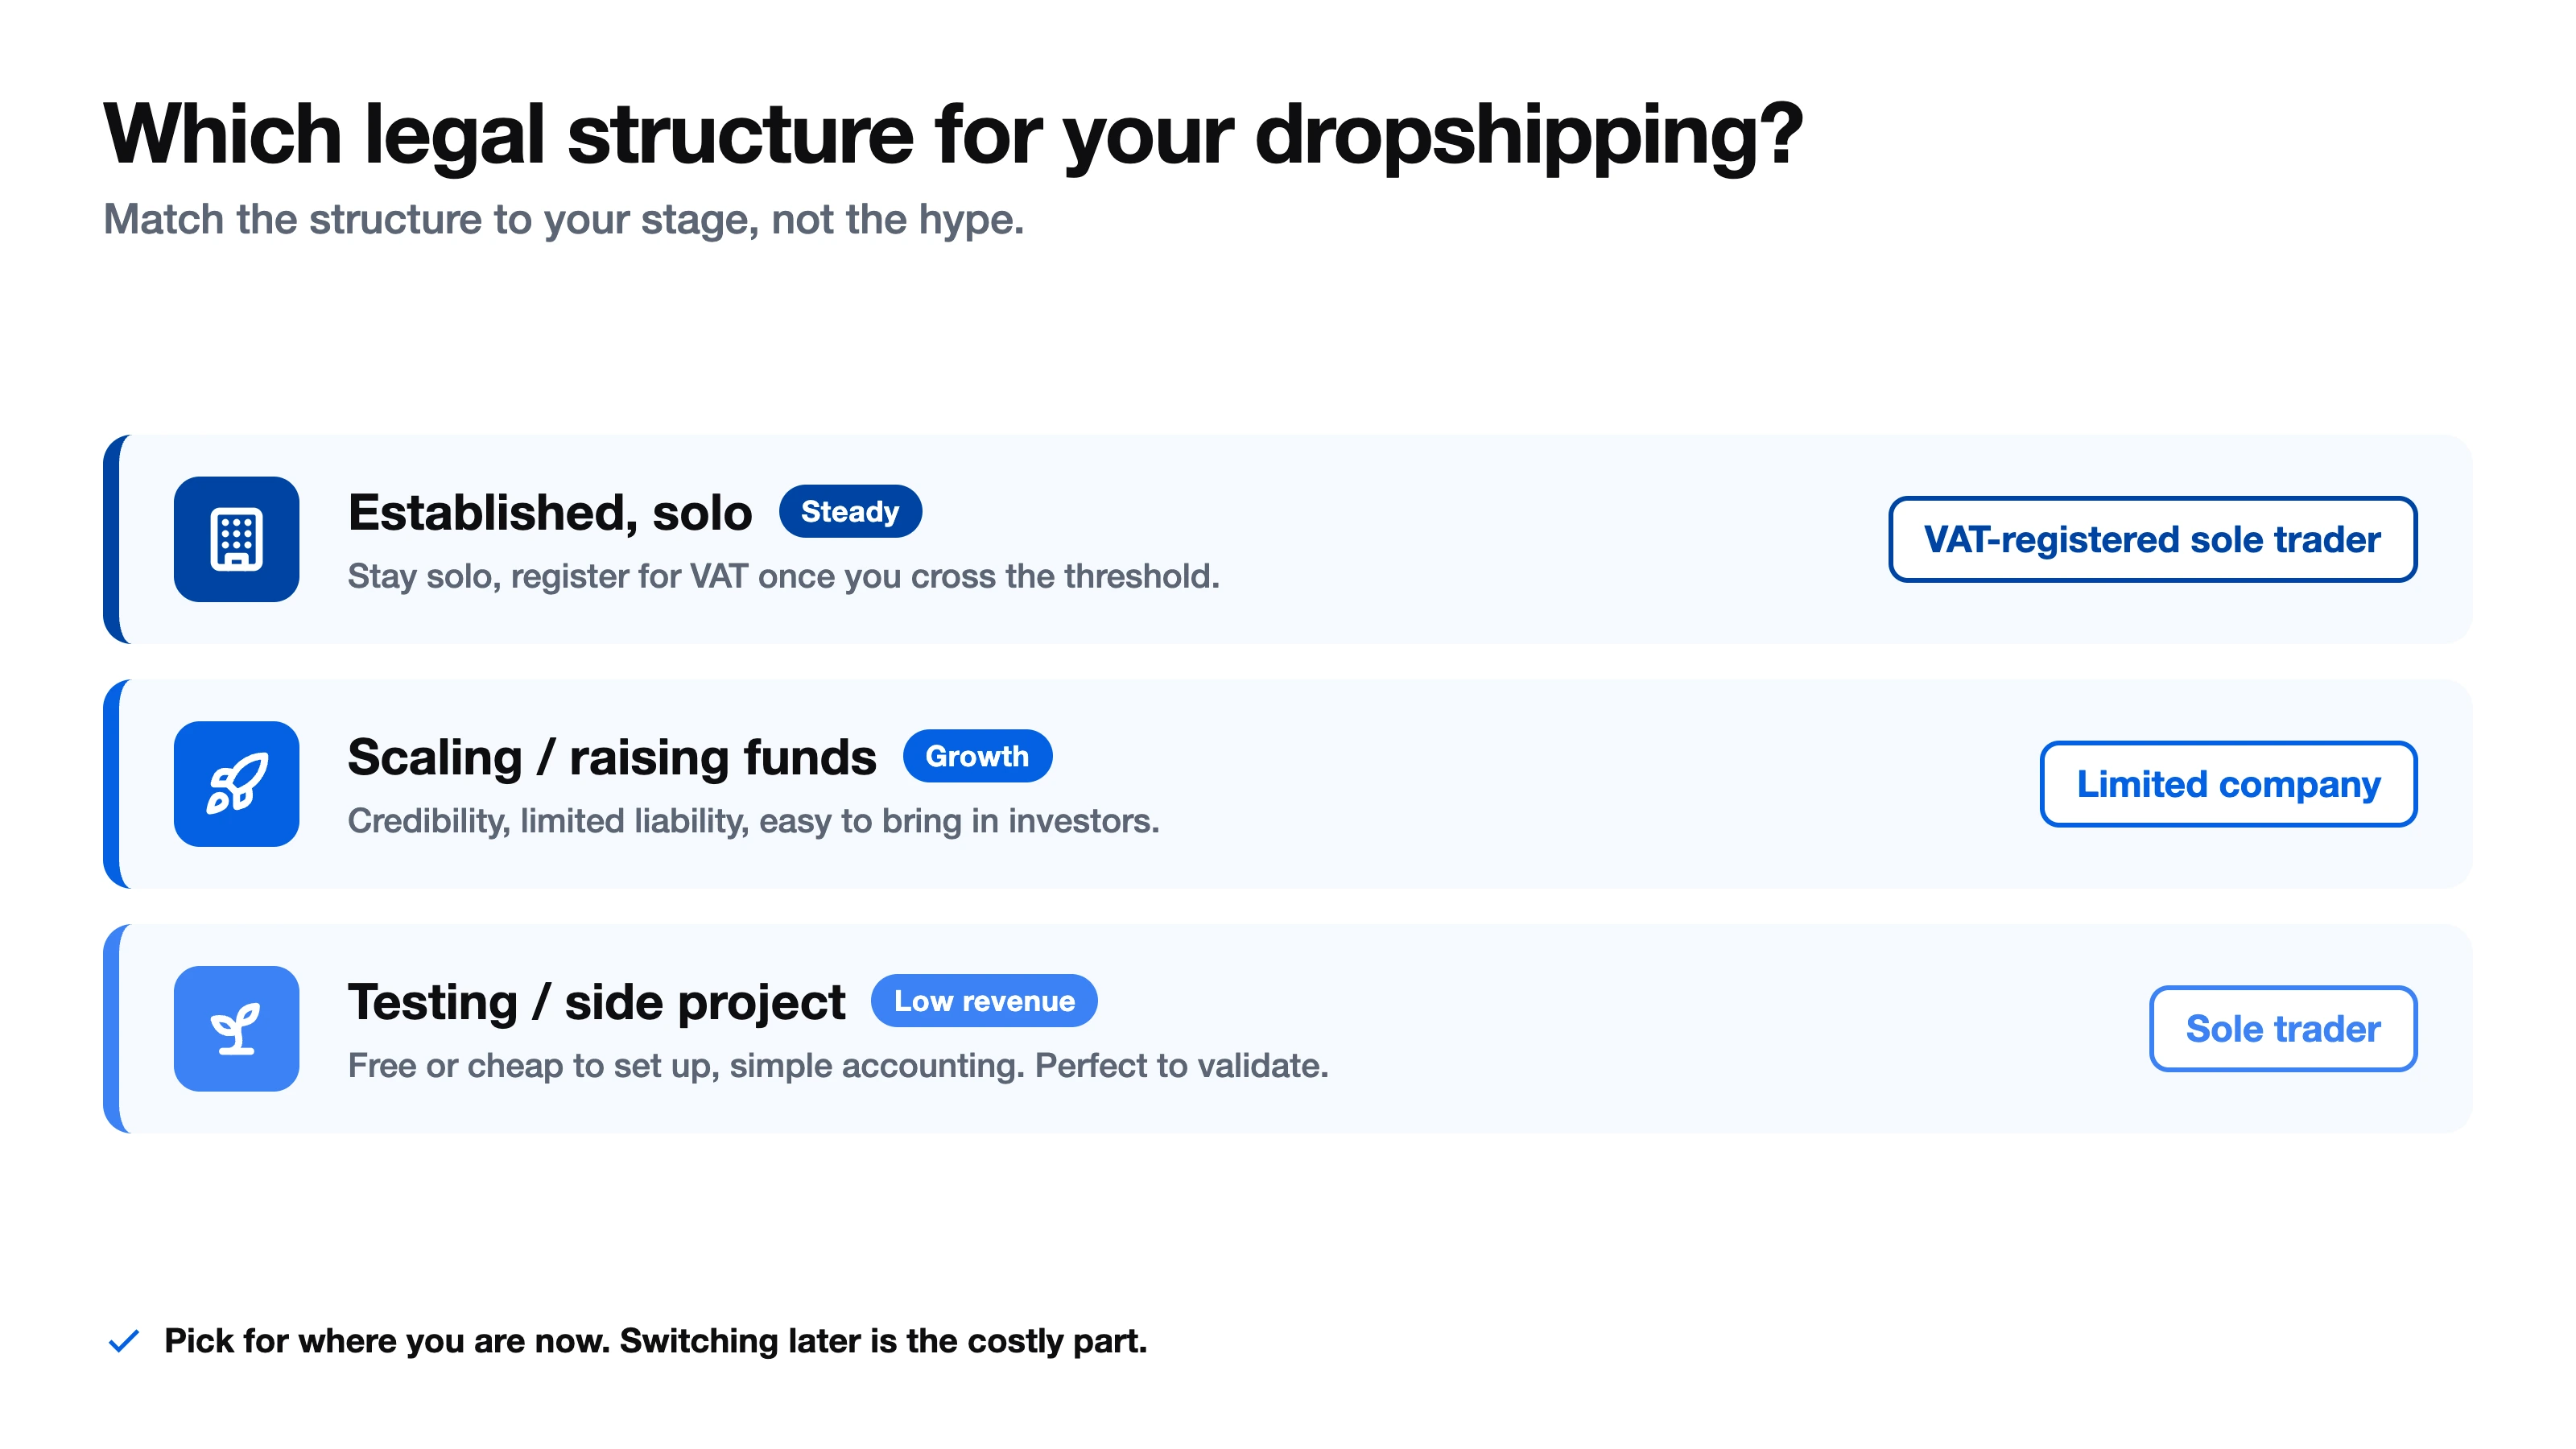 Which legal structure for your dropshipping?
Match the structure to your stage, not the hype.
Established, solo
Steady
Stay solo, register for VAT once you cross the threshold.
VAT-registered sole trader
Scaling / raising funds
Growth
Credibility, limited liability, easy to bring in investors.
Limited company
Testing / side project
Low revenue
Free or cheap to set up, simple accounting. Perfect to validate.
Sole trader
Pick for where you are now. Switching later is the costly part.